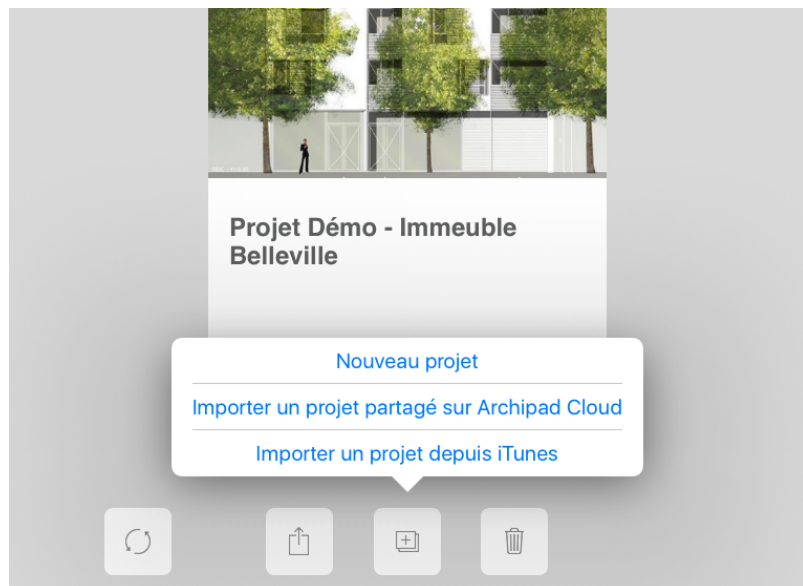 Projet Démo - Immeuble
Belleville
Nouveau projet
Importer un projet partagé sur Archipad Cloud
Importer un projet depuis iTunes